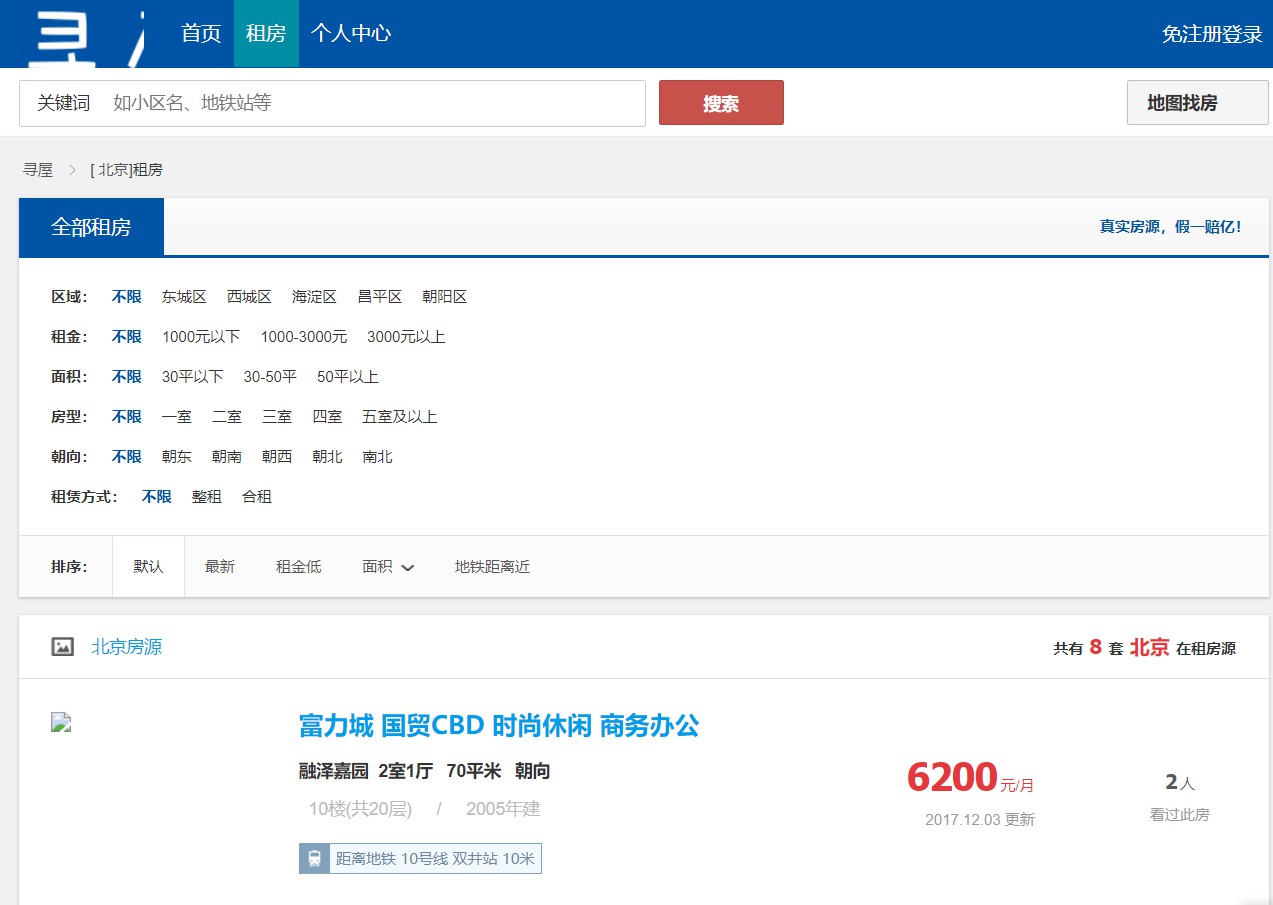 寻
首页 租房 个人中心 免注册登录
关键词 如小区名、地铁站等 搜索 地图找房
寻屋 > [ 北京]租房
全部租房 真实房源，假一赔亿！
区域： 不限 东城区 西城区 海淀区 昌平区 朝阳区
租金： 不限 1000元以下 1000-3000元 3000元以上
面积： 不限 30平以下 30-50平 50平以上
房型： 不限 一室 二室 三室 四室 五室及以上
朝向： 不限 朝东 朝南 朝西 朝北 南北
租赁方式： 不限 整租 合租
排序： 默认 最新 租金低 面积 地铁距离近
北京房源 共有 8 套 北京 在租房源
富力城 国贸CBD 时尚休闲 商务办公
融泽嘉园 2室1厅 70平米 朝向
6200 元/月 2人
10楼(共20层) / 2005年建
2017.12.03 更新 看过此房
距离地铁 10号线 双井站 10米